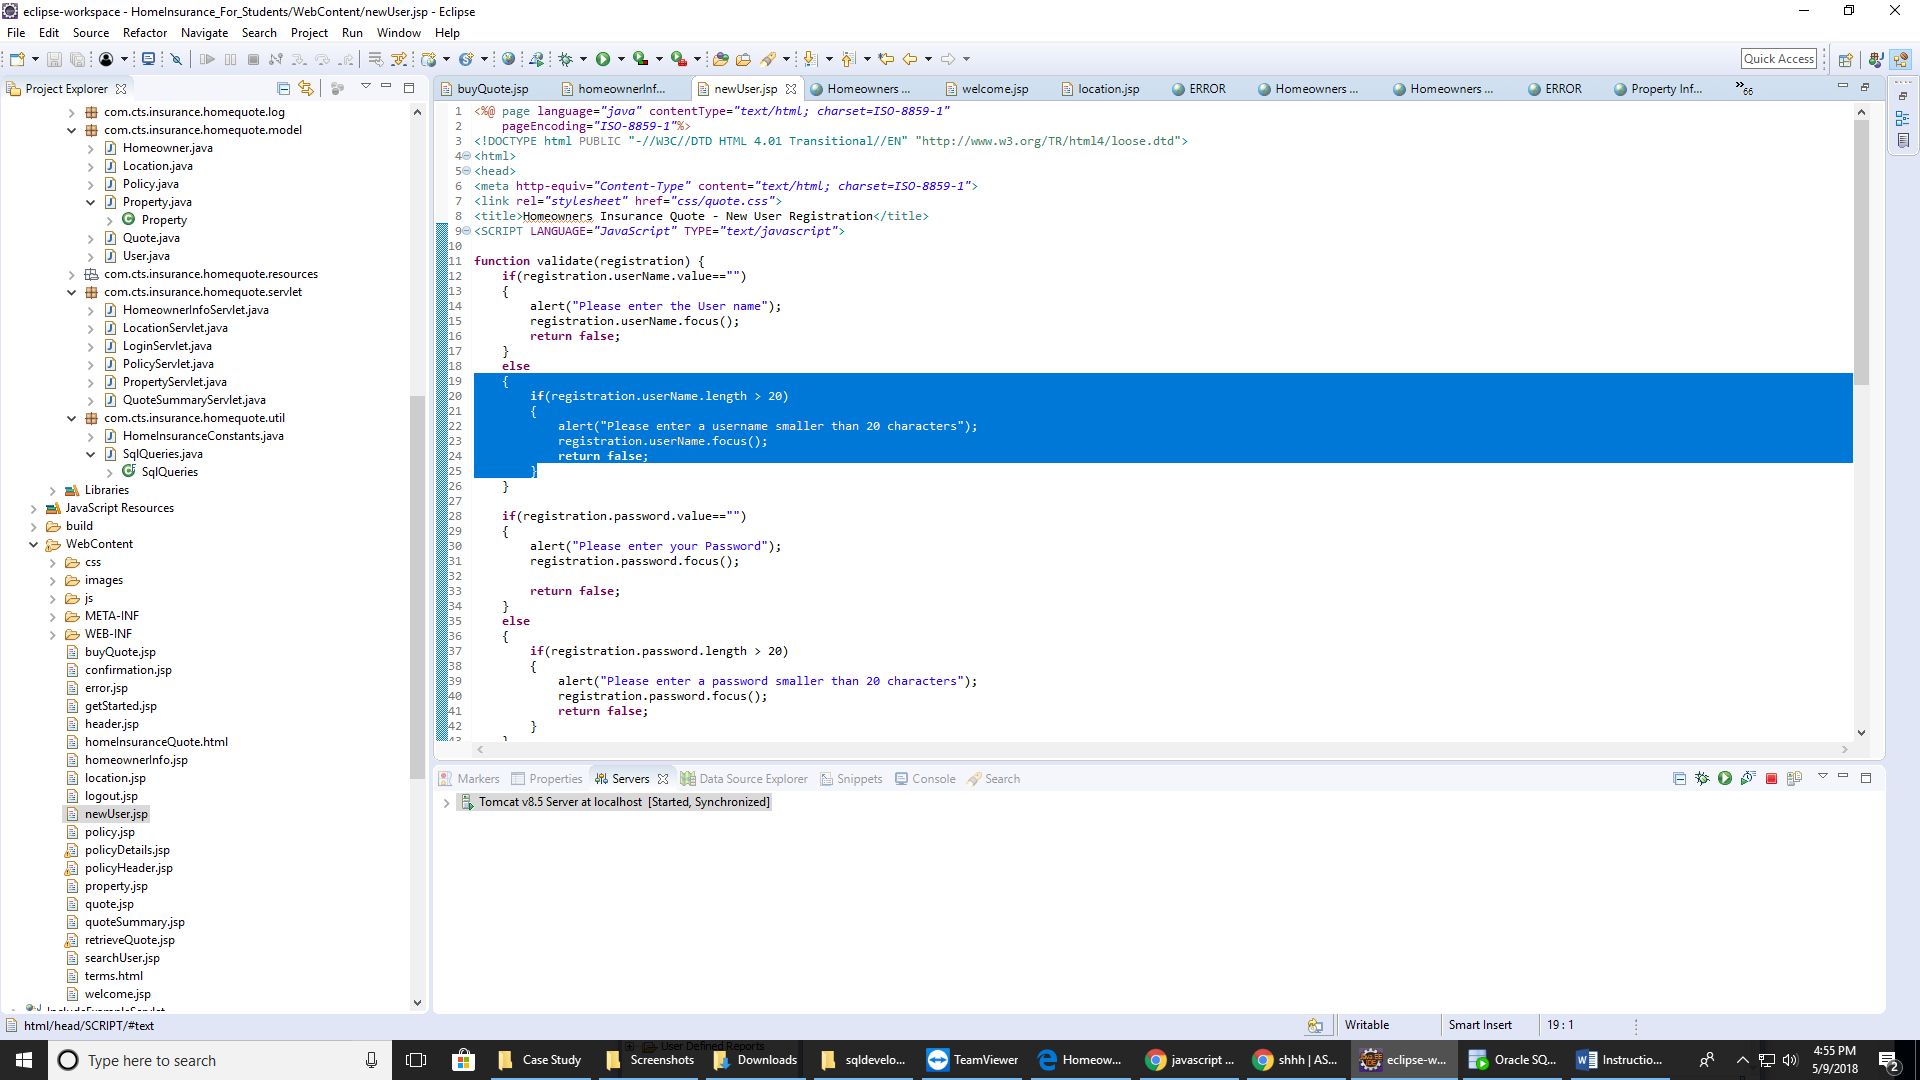 eclipse-workspace - HomeInsurance_For_Students/WebContent/newUser.jsp - Eclipse
File Edit Source Refactor Navigate Search Project Run Window Help
Quick Access
Project Explorer
com.cts.insurance.homequote.log
com.cts.insurance.homequote.model
Homeowner.java
Location.java
Policy.java
Property.java
Property
Quote.java
User.java
com.cts.insurance.homequote.resources
com.cts.insurance.homequote.servlet
HomeownerInfoServlet.java
LocationServlet.java
LoginServlet.java
PolicyServlet.java
PropertyServlet.java
QuoteSummaryServlet.java
com.cts.insurance.homequote.util
HomeInsuranceConstants.java
SqlQueries.java
SqlQueries
Libraries
JavaScript Resources
build
WebContent
css
images
js
META-INF
WEB-INF
buyQuote.jsp
confirmation.jsp
error.jsp
getStarted.jsp
header.jsp
homeInsuranceQuote.html
homeownerInfo.jsp
location.jsp
logout.jsp
newUser.jsp
policy.jsp
policyDetails.jsp
policyHeader.jsp
property.jsp
quote.jsp
quoteSummary.jsp
retrieveQuote.jsp
searchUser.jsp
terms.html
welcome.jsp
buyQuote.jsp homeownerInf... newUser.jsp Homeowners ... welcome.jsp location.jsp ERROR Homeowners ... Homeowners ... ERROR Property Inf... »66
1 <%@ page language="java" contentType="text/html; charset=ISO-8859-1"
2 pageEncoding="ISO-8859-1"%>
3 <!DOCTYPE html PUBLIC "-//W3C//DTD HTML 4.01 Transitional//EN" "http://www.w3.org/TR/html4/loose.dtd">
4 <html>
5 <head>
6 <meta http-equiv="Content-Type" content="text/html; charset=ISO-8859-1">
7 <link rel="stylesheet" href="css/quote.css">
8 <title>Homeowners Insurance Quote - New User Registration</title>
9 <SCRIPT LANGUAGE="JavaScript" TYPE="text/javascript">
10
11 function validate(registration) {
12 if(registration.userName.value=="")
13 {
14 alert("Please enter the User name");
15 registration.userName.focus();
16 return false;
17 }
18 else
19 {
20 if(registration.userName.length > 20)
21 {
22 alert("Please enter a username smaller than 20 characters");
23 registration.userName.focus();
24 return false;
25 }
26 }
27
28 if(registration.password.value=="")
29 {
30 alert("Please enter your Password");
31 registration.password.focus();
32
33 return false;
34 }
35 else
36 {
37 if(registration.password.length > 20)
38 {
39 alert("Please enter a password smaller than 20 characters");
40 registration.password.focus();
41 return false;
42 }
43 }
Markers Properties Servers Data Source Explorer Snippets Console Search
Tomcat v8.5 Server at localhost [Started, Synchronized]
html/head/SCRIPT/#text Writable Smart Insert 19 : 1
Type here to search Case Study Screenshots Downloads sqldevelo... TeamViewer Homeow... javascript ... shhh | AS... eclipse-w... Oracle SQ... Instructio... 4:55 PM
5/9/2018 2